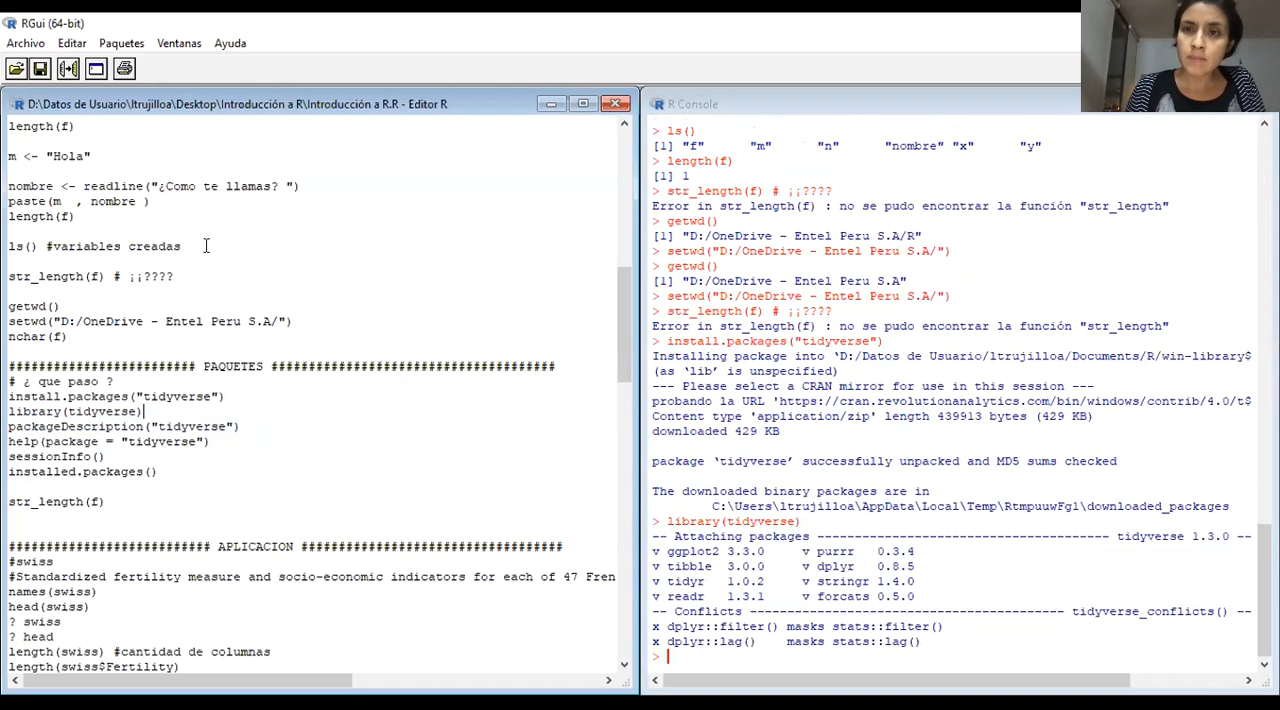 RGui (64-bit)
Archivo Editar Paquetes Ventanas Ayuda
D:\Datos de Usuario\ltrujilloa\Desktop\Introducción a R\Introducción a R.R - Editor R
length(f)
m <- "Hola"
nombre <- readline("¿Como te llamas? ")
paste(m , nombre )
length(f)
ls() #variables creadas
str_length(f) # ¡¡????
getwd()
setwd("D:/OneDrive - Entel Peru S.A/")
nchar(f)
######################### PAQUETES ######################################
# ¿ que paso ?
install.packages("tidyverse")
library(tidyverse)
packageDescription("tidyverse")
help(package = "tidyverse")
sessionInfo()
installed.packages()
str_length(f)
########################### APLICACION ###################################
#swiss
#Standardized fertility measure and socio-economic indicators for each of 47 Fren
names(swiss)
head(swiss)
? swiss
? head
length(swiss) #cantidad de columnas
length(swiss$Fertility)
R Console
> ls()
[1] "f" "m" "n" "nombre" "x" "y"
> length(f)
[1] 1
> str_length(f) # ¡¡????
Error in str_length(f) : no se pudo encontrar la función "str_length"
> getwd()
[1] "D:/OneDrive - Entel Peru S.A/R"
> setwd("D:/OneDrive - Entel Peru S.A/")
> getwd()
[1] "D:/OneDrive - Entel Peru S.A"
> setwd("D:/OneDrive - Entel Peru S.A/")
> str_length(f) # ¡¡????
Error in str_length(f) : no se pudo encontrar la función "str_length"
> install.packages("tidyverse")
Installing package into ‘D:/Datos de Usuario/ltrujilloa/Documents/R/win-library$
(as ‘lib’ is unspecified)
--- Please select a CRAN mirror for use in this session ---
probando la URL 'https://cran.revolutionanalytics.com/bin/windows/contrib/4.0/t$
Content type 'application/zip' length 439913 bytes (429 KB)
downloaded 429 KB
package ‘tidyverse’ successfully unpacked and MD5 sums checked
The downloaded binary packages are in
C:\Users\ltrujilloa\AppData\Local\Temp\RtmpuuwFgl\downloaded_packages
> library(tidyverse)
-- Attaching packages --------------------------------------- tidyverse 1.3.0 --
v ggplot2 3.3.0 v purrr 0.3.4
v tibble 3.0.0 v dplyr 0.8.5
v tidyr 1.0.2 v stringr 1.4.0
v readr 1.3.1 v forcats 0.5.0
-- Conflicts ------------------------------------------ tidyverse_conflicts() --
x dplyr::filter() masks stats::filter()
x dplyr::lag() masks stats::lag()
>